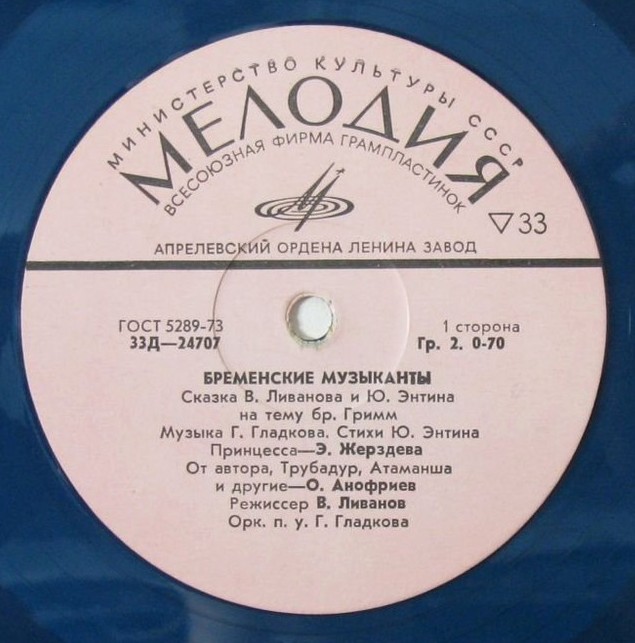 МИНИСТЕРСТВО КУЛЬТУРЫ СССР
МЕЛОДИЯ
ВСЕСОЮЗНАЯ ФИРМА ГРАМПЛАСТИНОК
▽33
АПРЕЛЕВСКИЙ ОРДЕНА ЛЕНИНА ЗАВОД
ГОСТ 5289-73
33Д—24707
1 сторона
Гр. 2. 0-70
БРЕМЕНСКИЕ МУЗЫКАНТЫ
Сказка В. Ливанова и Ю. Энтина
на тему бр. Гримм
Музыка Г. Гладкова. Стихи Ю. Энтина
Принцесса—Э. Жерздева
От автора, Трубадур, Атаманша
и другие—О. Анофриев
Режиссер В. Ливанов
Орк. п. у. Г. Гладкова